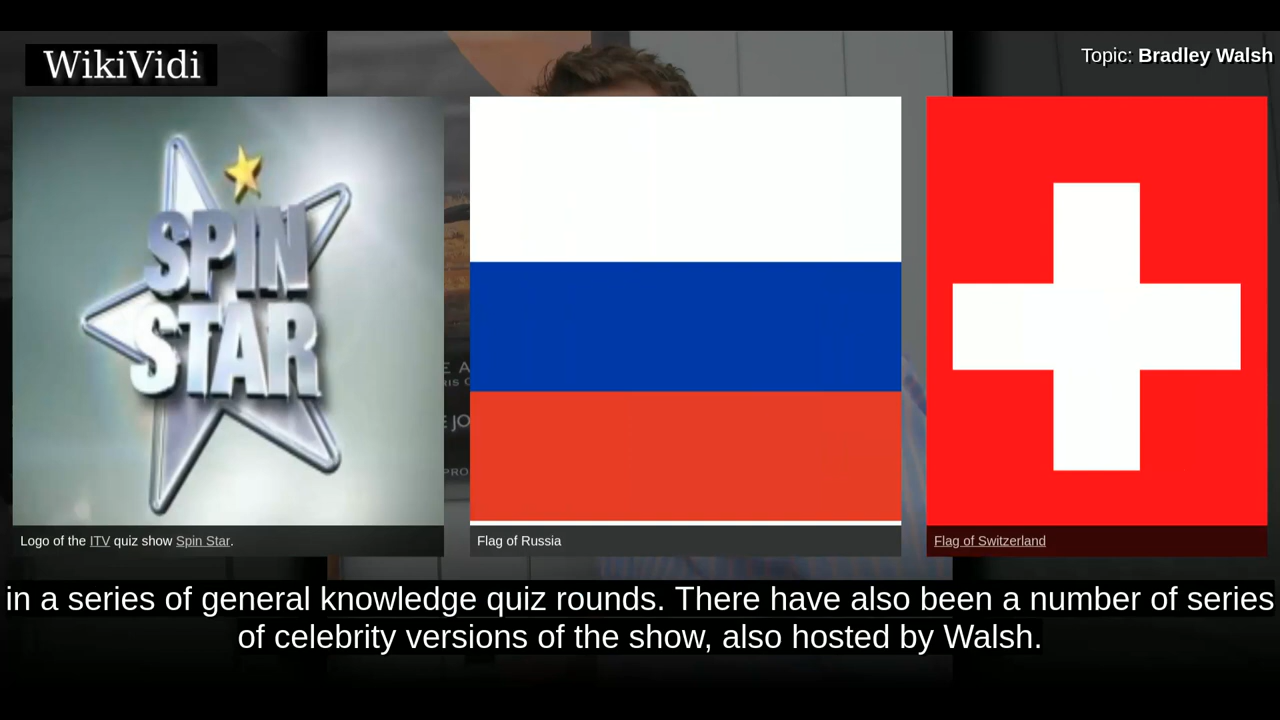 WikiVidi
Topic: Bradley Walsh
SPIN
STAR
Logo of the ITV quiz show Spin Star.
Flag of Russia
Flag of Switzerland
in a series of general knowledge quiz rounds. There have also been a number of series
of celebrity versions of the show, also hosted by Walsh.